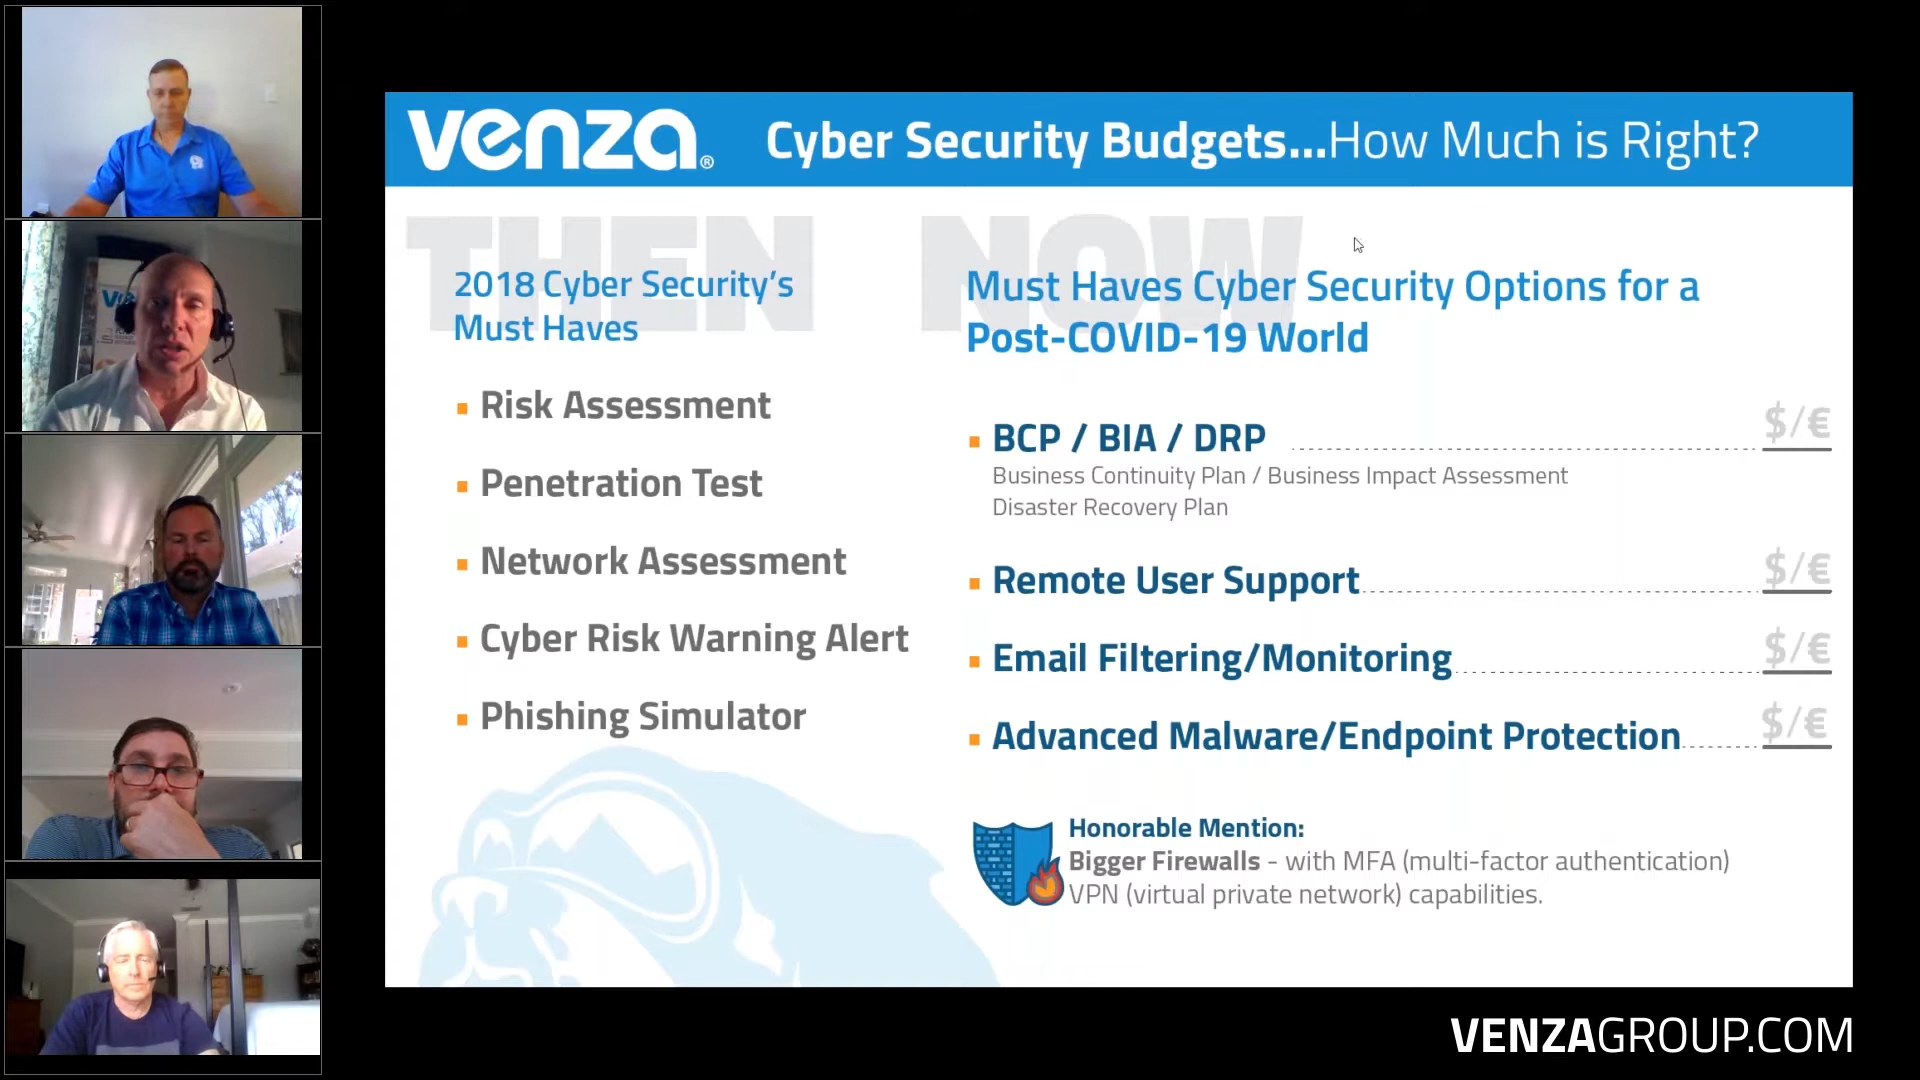 venza®
Cyber Security Budgets...How Much is Right?
THEN
NOW
2018 Cyber Security's
Must Haves
▪ Risk Assessment
▪ Penetration Test
▪ Network Assessment
▪ Cyber Risk Warning Alert
▪ Phishing Simulator
Must Haves Cyber Security Options for a
Post-COVID-19 World
▪ BCP / BIA / DRP $/€
Business Continuity Plan / Business Impact Assessment
Disaster Recovery Plan
▪ Remote User Support $/€
▪ Email Filtering/Monitoring $/€
▪ Advanced Malware/Endpoint Protection $/€
Honorable Mention:
Bigger Firewalls - with MFA (multi-factor authentication)
VPN (virtual private network) capabilities.
VENZAGROUP.COM